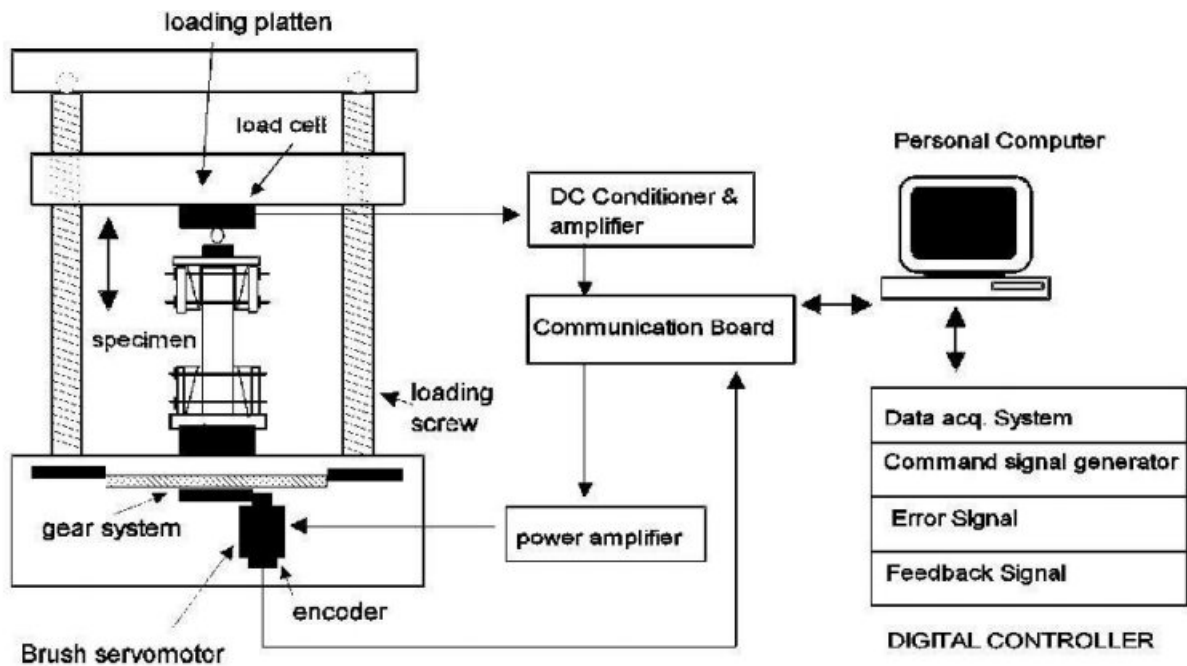 loading platten
load cell
Personal Computer
DC Conditioner &
amplifier
Communication Board
specimen
loading
screw
Data acq. System
Command signal generator
gear system
power amplifier
Error Signal
Feedback Signal
encoder
Brush servomotor
DIGITAL CONTROLLER